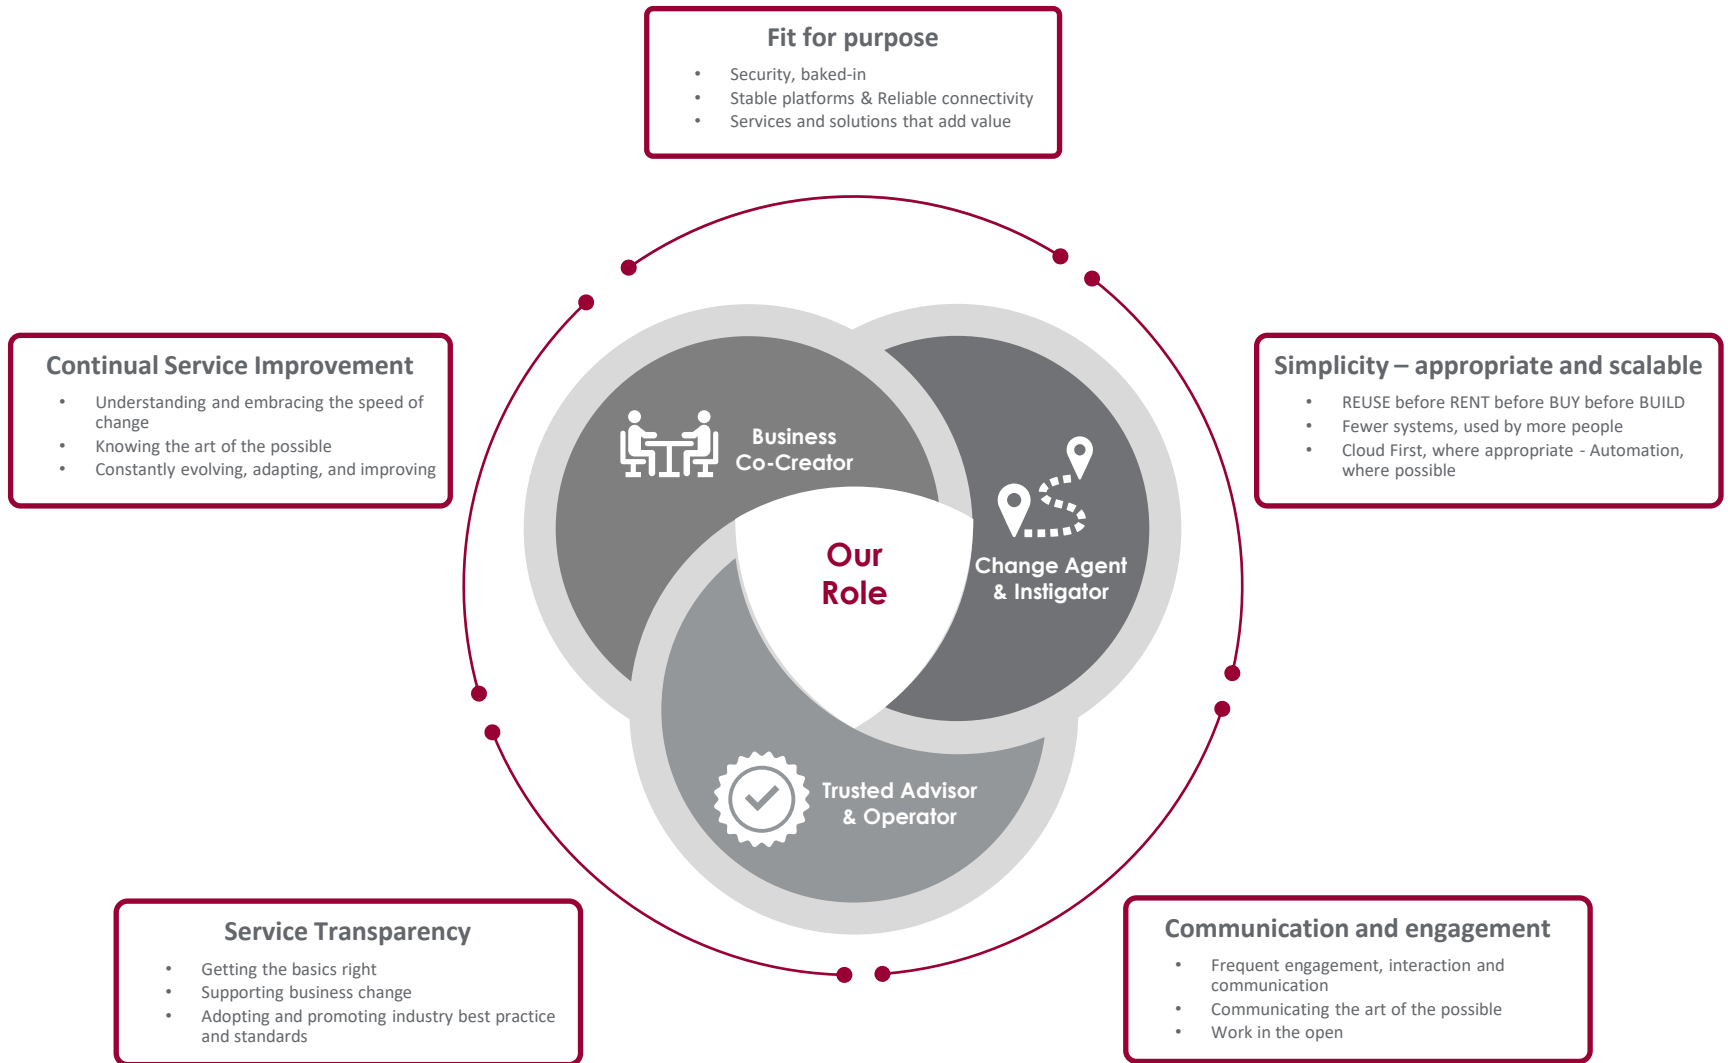 Fit for purpose
• Security, baked-in
• Stable platforms & Reliable connectivity
• Services and solutions that add value
Continual Service Improvement
• Understanding and embracing the speed of
change
• Knowing the art of the possible
• Constantly evolving, adapting, and improving
Simplicity – appropriate and scalable
• REUSE before RENT before BUY before BUILD
• Fewer systems, used by more people
• Cloud First, where appropriate - Automation,
where possible
Business
Co-Creator
Our
Role
Change Agent
& Instigator
Trusted Advisor
& Operator
Service Transparency
• Getting the basics right
• Supporting business change
• Adopting and promoting industry best practice
and standards
Communication and engagement
• Frequent engagement, interaction and
communication
• Communicating the art of the possible
• Work in the open